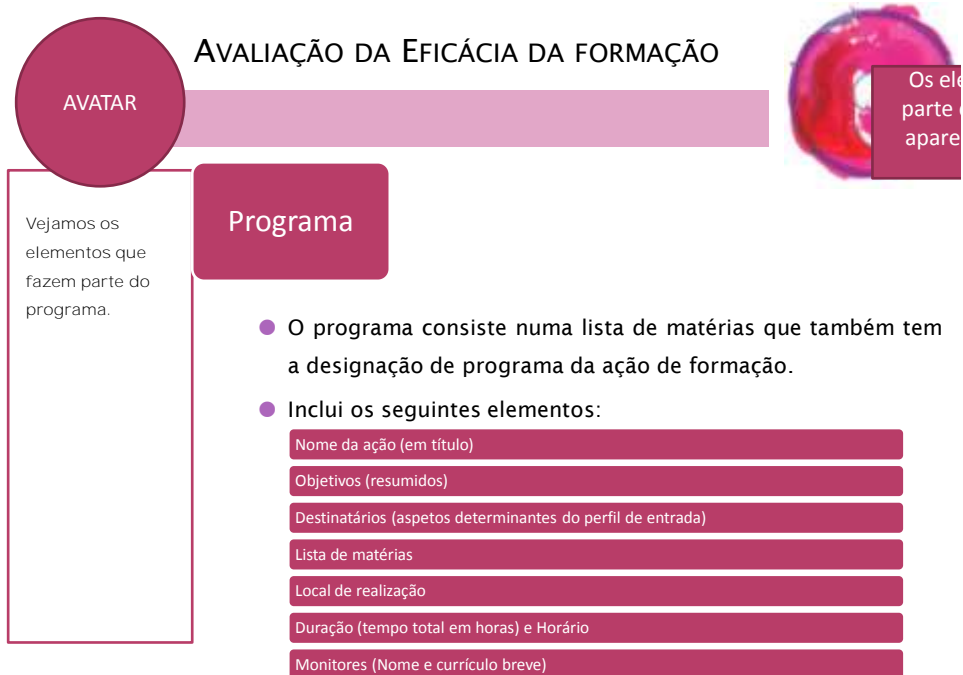 AVALIAÇÃO DA EFICÁCIA DA FORMAÇÃO
AVATAR
Os
parte
Vejamos os
elementos que
fazem parte do
programa.
Programa
O programa consiste numa lista de matérias que também tem
a designação de programa da ação de formação.
Inclui os seguintes elementos:
Nome da ação (em título)
Objetivos (resumidos)
Destinatários (aspetos determinantes do perfil de entrada)
Lista de matérias
Local de realização
Duração (tempo total em horas) e Horário
Monitores (Nome e currículo breve)